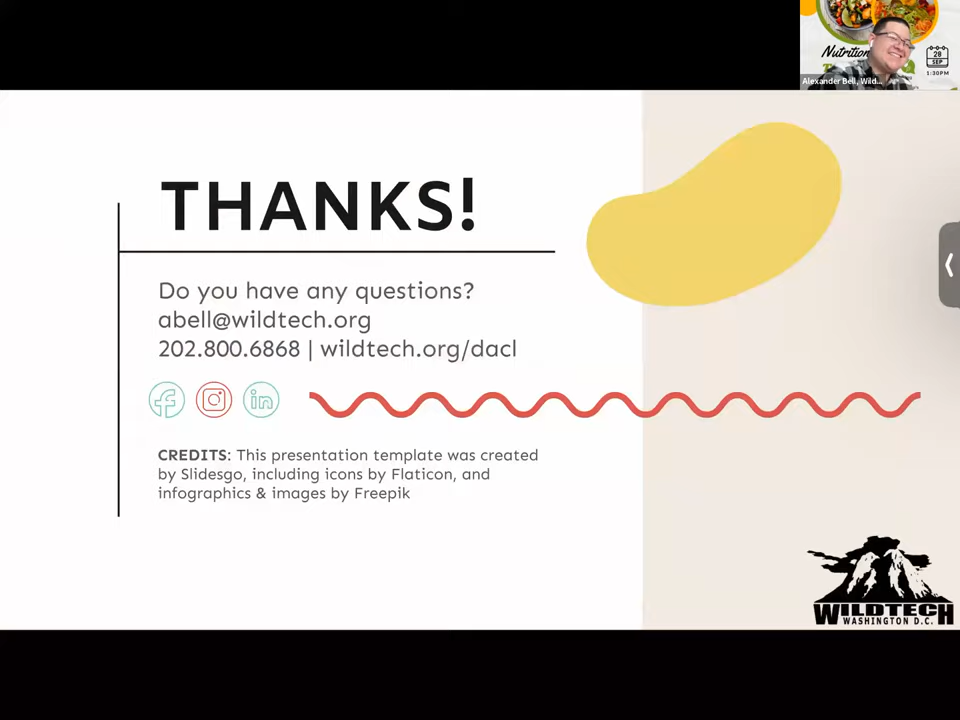 Nutrition
28
SEP
1:30PM
Alexander Bell, Wild...
THANKS!
Do you have any questions?
abell@wildtech.org
202.800.6868 | wildtech.org/dacl
CREDITS: This presentation template was created
by Slidesgo, including icons by Flaticon, and
infographics & images by Freepik
in
WILDTECH
WASHINGTON D.C.